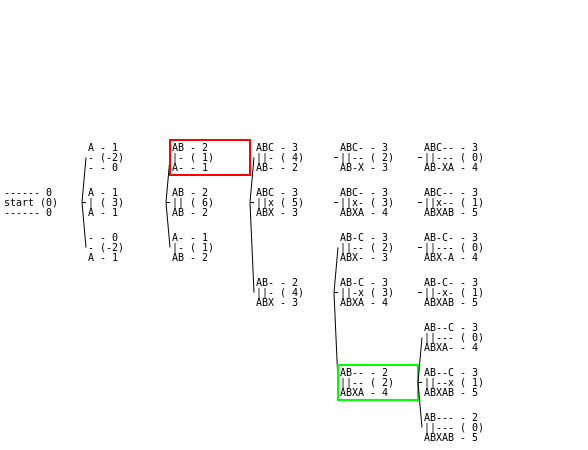 ------ 0
start (0)
------ 0
A - 1
- (-2)
- - 0
A - 1
| ( 3)
A - 1
- - 0
- (-2)
A - 1
AB - 2
|- ( 1)
A- - 1
AB - 2
|| ( 6)
AB - 2
A- - 1
|- ( 1)
AB - 2
ABC - 3
||- ( 4)
AB- - 2
ABC - 3
||x ( 5)
ABX - 3
AB- - 2
||- ( 4)
ABX - 3
ABC- - 3
||-- ( 2)
AB-X - 3
ABC- - 3
||x- ( 3)
ABXA - 4
AB-C - 3
||-- ( 2)
ABX- - 3
AB-C - 3
||-x ( 3)
ABXA - 4
AB-- - 2
||-- ( 2)
ABXA - 4
ABC-- - 3
||--- ( 0)
AB-XA - 4
ABC-- - 3
||x-- ( 1)
ABXAB - 5
AB-C- - 3
||--- ( 0)
ABX-A - 4
AB-C- - 3
||-x- ( 1)
ABXAB - 5
AB--C - 3
||--- ( 0)
ABXA- - 4
AB--C - 3
||--x ( 1)
ABXAB - 5
AB--- - 2
||--- ( 0)
ABXAB - 5